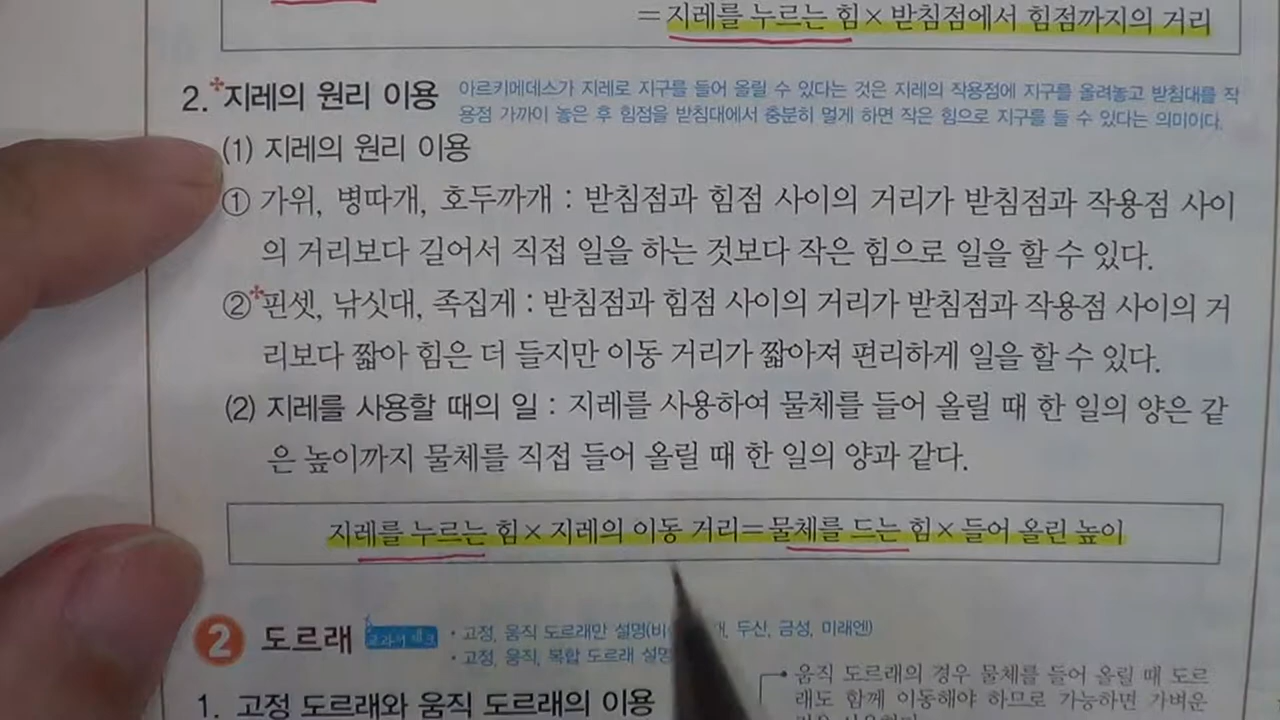 =지레를 누르는 힘×받침점에서 힘점까지의 거리
2. *지레의 원리 이용
아르키메데스가 지레로 지구를 들어 올릴 수 있다는 것은 지레의 작용점에 지구를 올려놓고 받침대를 작
용점 가까이 놓은 후 힘점을 받침대에서 충분히 멀게 하면 작은 힘으로 지구를 들 수 있다는 의미이다.
(1) 지레의 원리 이용
① 가위, 병따개, 호두까개 : 받침점과 힘점 사이의 거리가 받침점과 작용점 사이
의 거리보다 길어서 직접 일을 하는 것보다 작은 힘으로 일을 할 수 있다.
②*핀셋, 낚싯대, 족집게 : 받침점과 힘점 사이의 거리가 받침점과 작용점 사이의 거
리보다 짧아 힘은 더 들지만 이동 거리가 짧아져 편리하게 일을 할 수 있다.
(2) 지레를 사용할 때의 일 : 지레를 사용하여 물체를 들어 올릴 때 한 일의 양은 같
은 높이까지 물체를 직접 들어 올릴 때 한 일의 양과 같다.
지레를 누르는 힘×지레의 이동 거리=물체를 드는 힘×들어 올린 높이
2 도르래 교과서 체크
· 고정, 움직 도르래만 설명 두산, 금성, 미래엔)
· 고정, 움직, 복합 도르래 설명
1. 고정 도르래와 움직 도르래의 이용
움직 도르래의 경우 물체를 들어 올릴 때 도르
래도 함께 이동해야 하므로 가능하면 가벼운